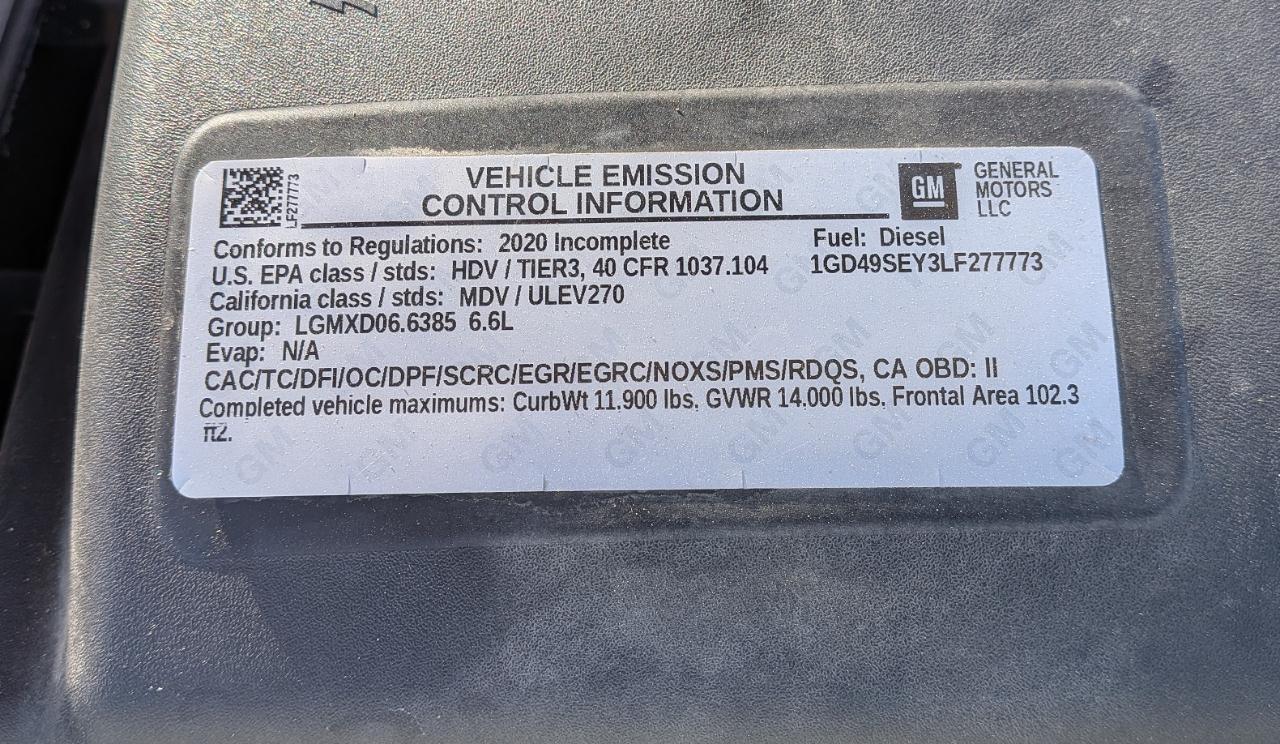 LF277773
VEHICLE EMISSION
CONTROL INFORMATION
GM
GENERAL
MOTORS
LLC
Conforms to Regulations: 2020 Incomplete
Fuel: Diesel
U.S. EPA class / stds: HDV / TIER3, 40 CFR 1037.104
1GD49SEY3LF277773
California class / stds: MDV / ULEV270
Group: LGMXD06.6385 6.6L
Evap: N/A
CAC/TC/DFI/OC/DPF/SCRC/EGR/EGRC/NOXS/PMS/RDQS, CA OBD: II
Completed vehicle maximums: CurbWt 11,900 lbs, GVWR 14,000 lbs, Frontal Area 102.3
ft2.